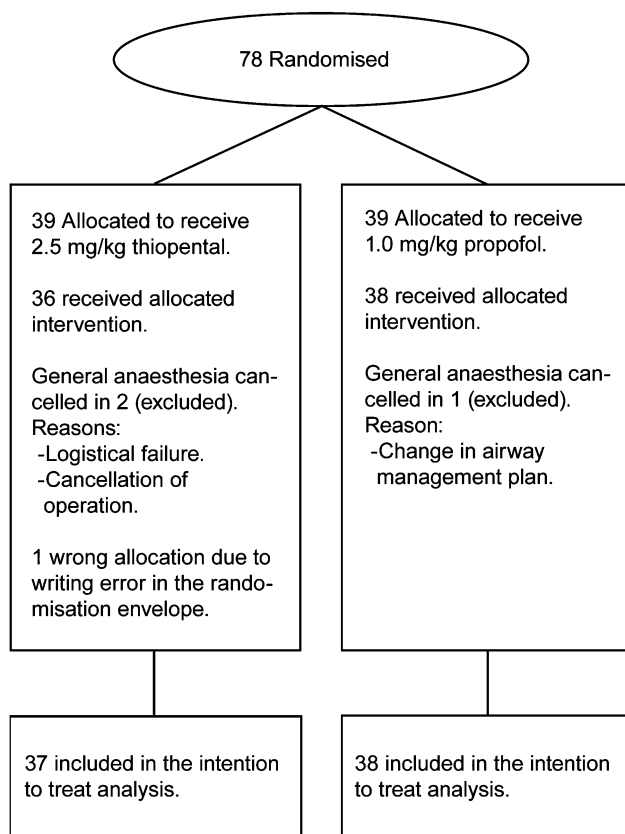 78 Randomised
39 Allocated to receive
2.5 mg/kg thiopental.
36 received allocated
intervention.
General anaesthesia can-
celled in 2 (excluded).
Reasons:
-Logistical failure.
-Cancellation of
operation.
1 wrong allocation due to
writing error in the rando-
misation envelope.
39 Allocated to receive
1.0 mg/kg propofol.
38 received allocated
intervention.
General anaesthesia can-
celled in 1 (excluded).
Reason:
-Change in airway
management plan.
37 included in the intention
to treat analysis.
38 included in the intention
to treat analysis.